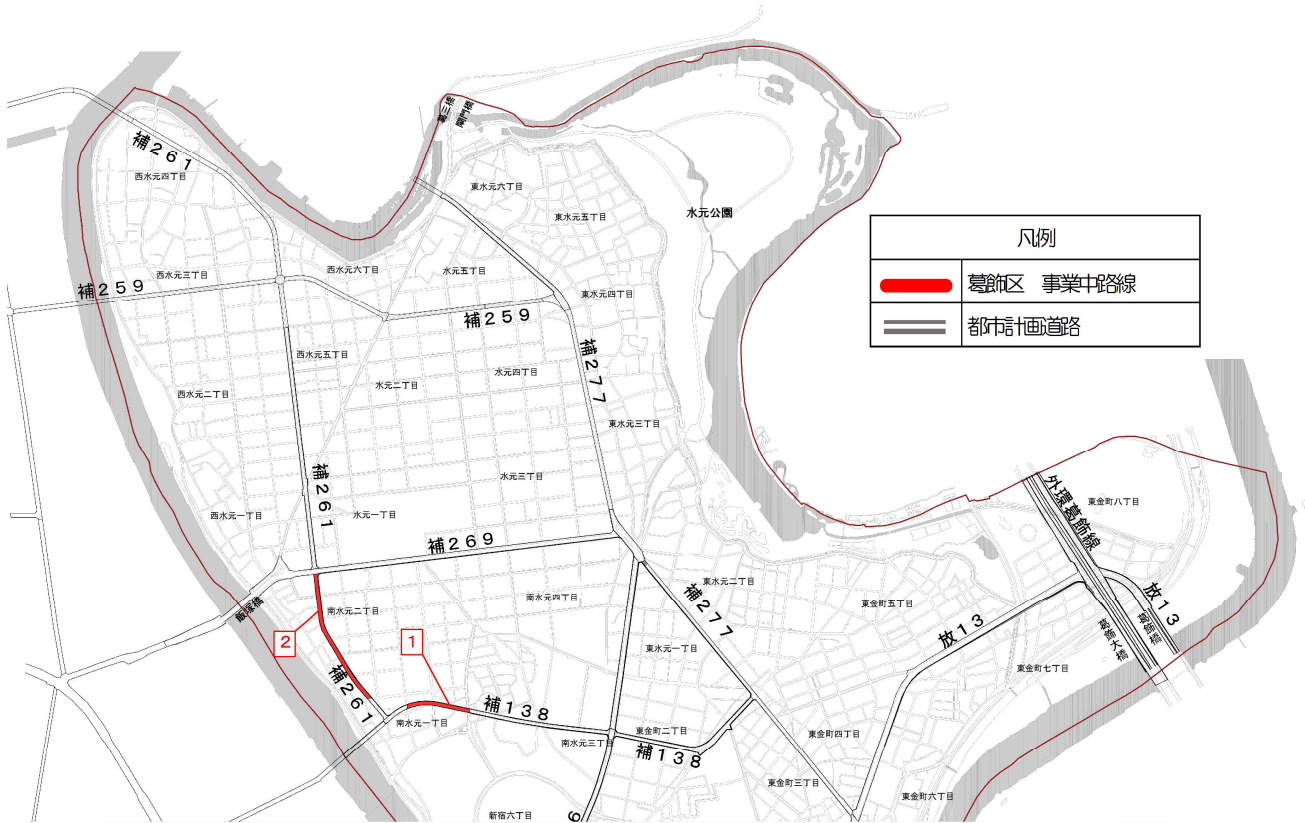 葛三橋
閘門橋
補261
西水元四丁目
東水元六丁目
水元公園
東水元五丁目
凡例
葛飾区 事業中路線
都市計画道路
西水元三丁目
西水元六丁目
水元五丁目
補259
東水元四丁目
補259
西水元五丁目
補277
水元四丁目
水元二丁目
西水元二丁目
東水元三丁目
補261
水元三丁目
外環葛飾線
東金町八丁目
西水元一丁目
水元一丁目
補269
東水元二丁目
放13
南水元四丁目
東金町五丁目
飯塚橋
南水元二丁目
補277
葛飾橋
葛飾大橋
2
1
放13
東水元一丁目
東金町七丁目
補261
補138
南水元一丁目
東金町二丁目
東金町四丁目
南水元三丁目
補138
東金町三丁目
東金町六丁目
新宿六丁目